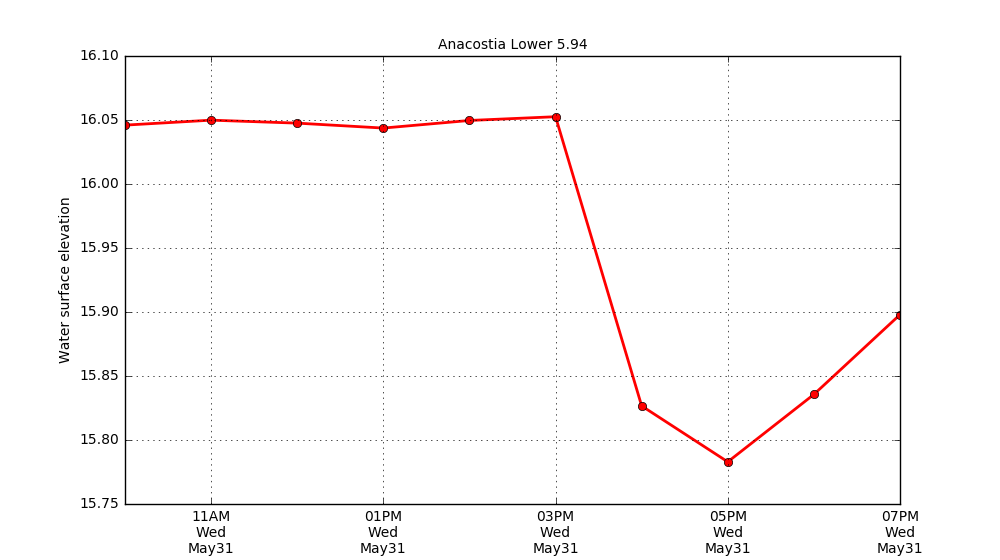 Anacostia Lower 5.94
Water surface elevation
16.10
16.05
16.00
15.95
15.90
15.85
15.80
15.75
11AM
Wed
May31
01PM
Wed
May31
03PM
Wed
May31
05PM
Wed
May31
07PM
Wed
May31